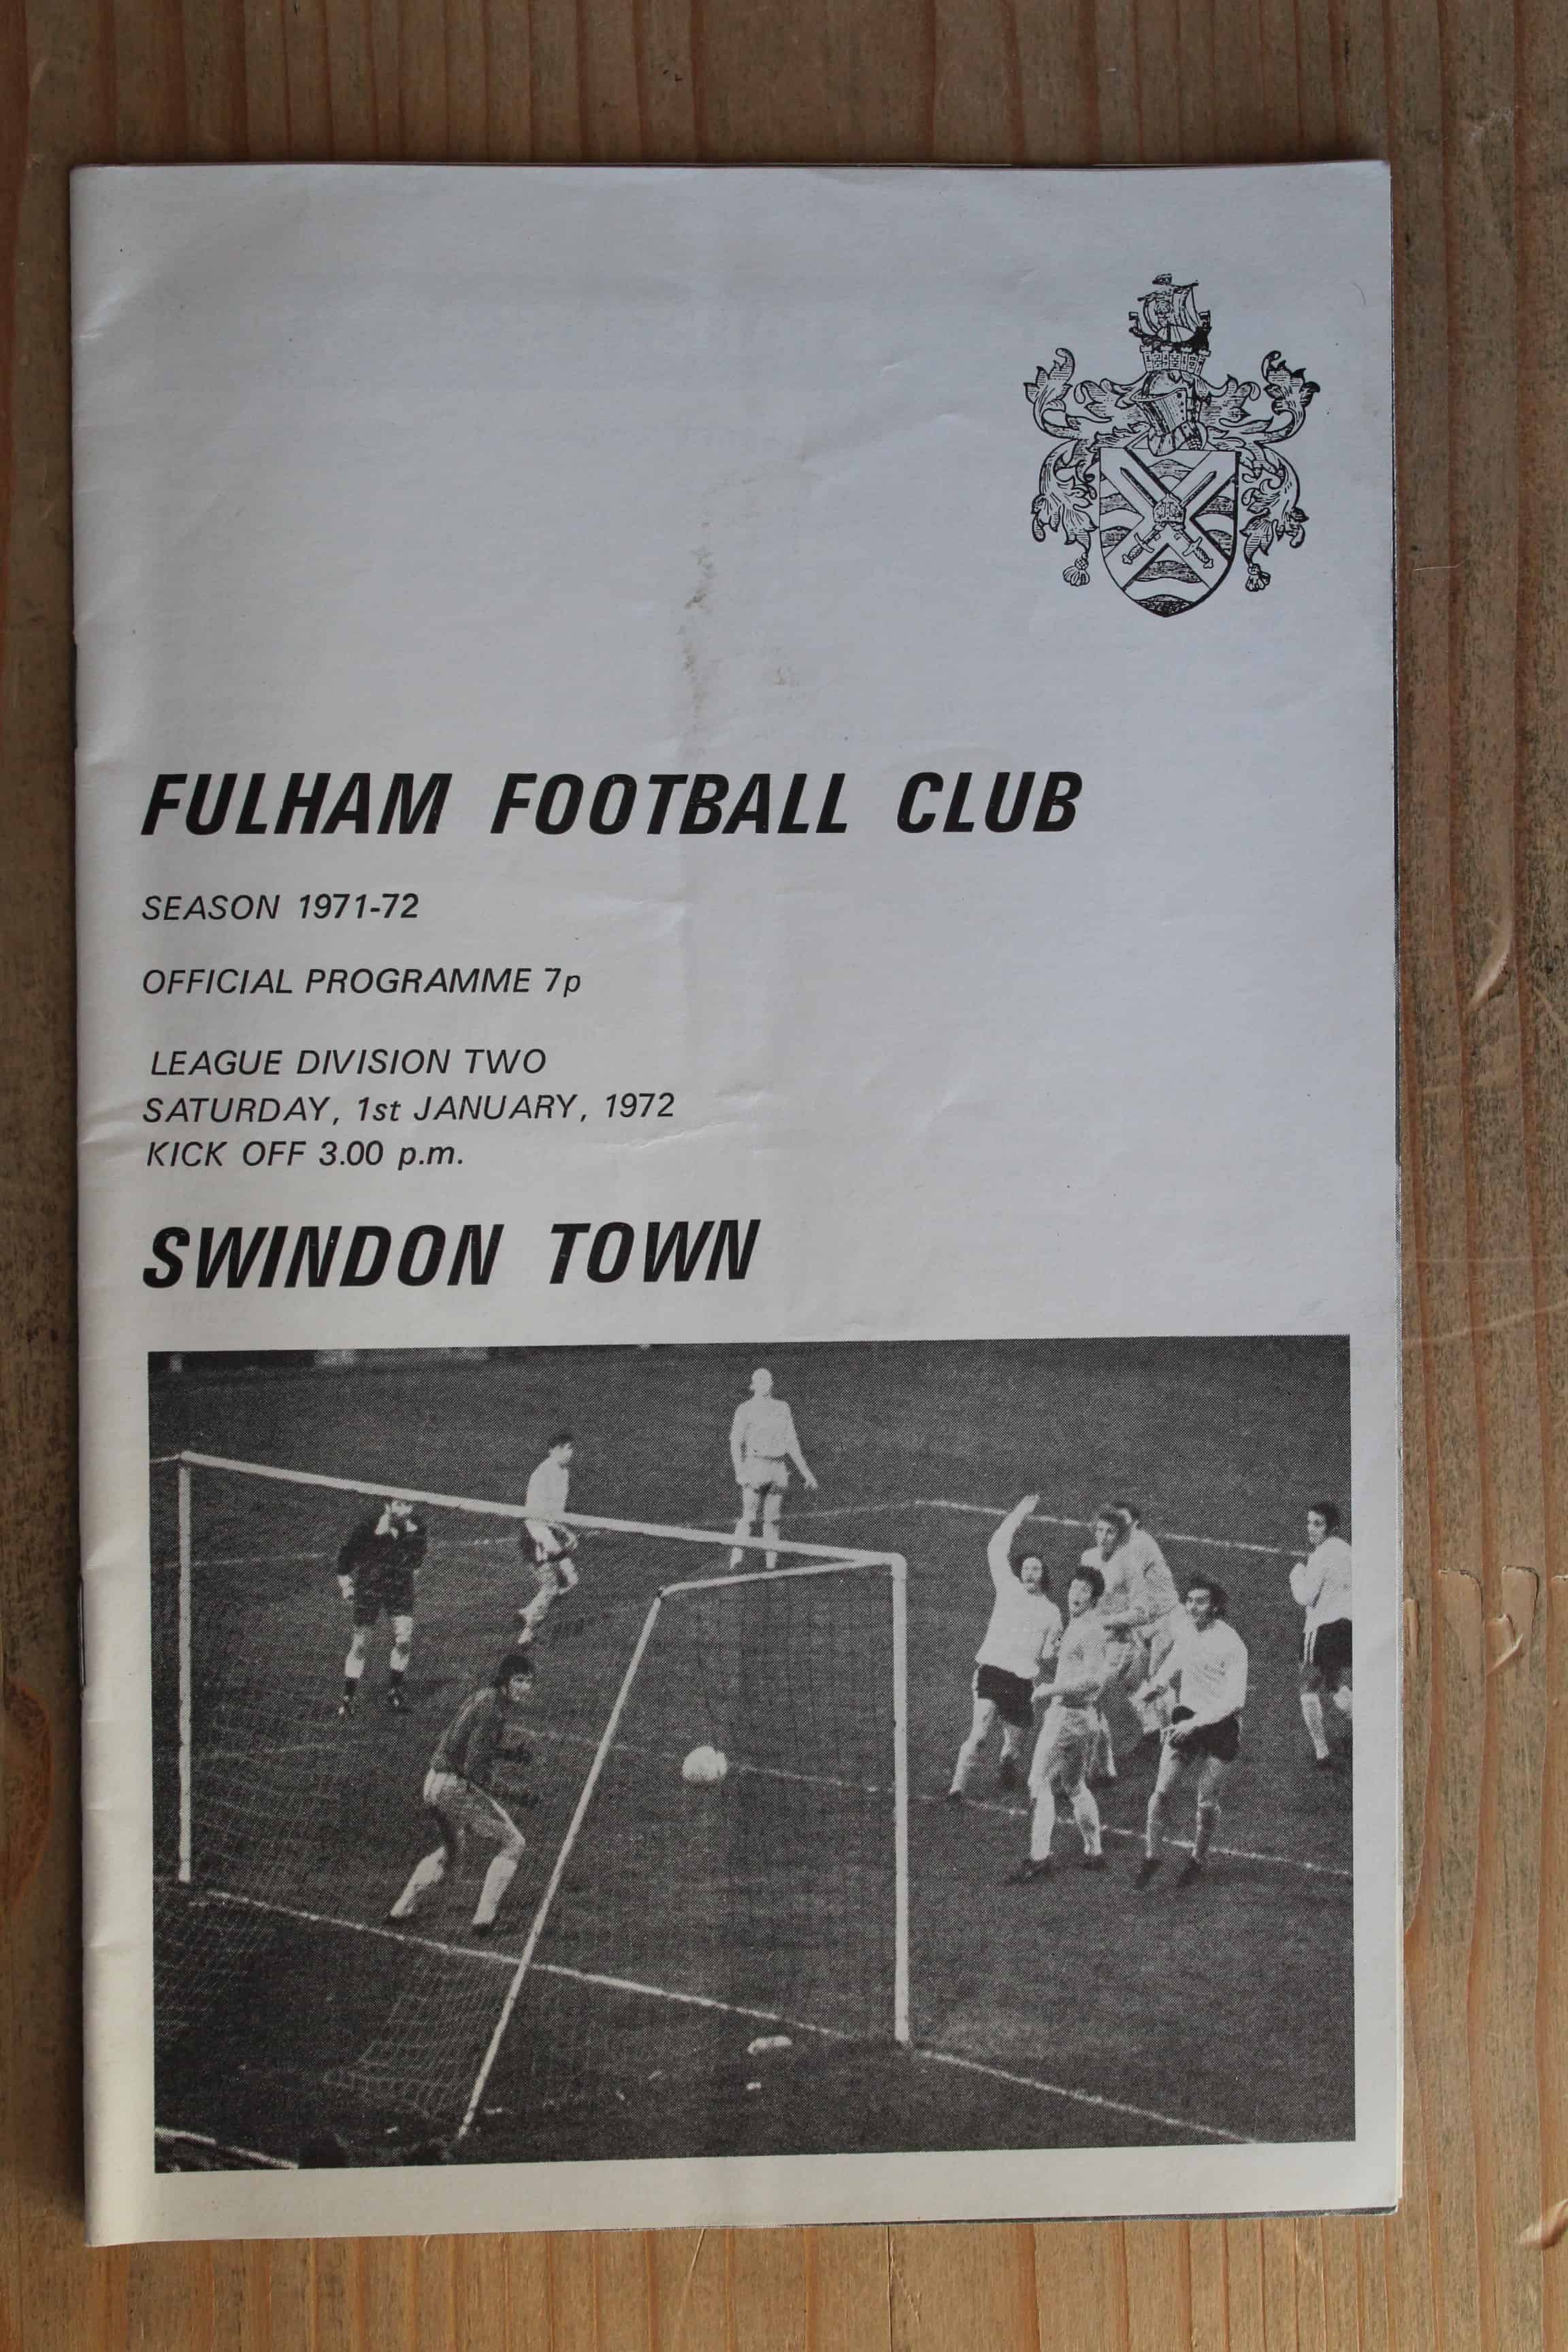 FULHAM FOOTBALL CLUB
SEASON 1971-72
OFFICIAL PROGRAMME 7p
LEAGUE DIVISION TWO
SATURDAY, 1st JANUARY, 1972
KICK OFF 3.00 p.m.
SWINDON TOWN